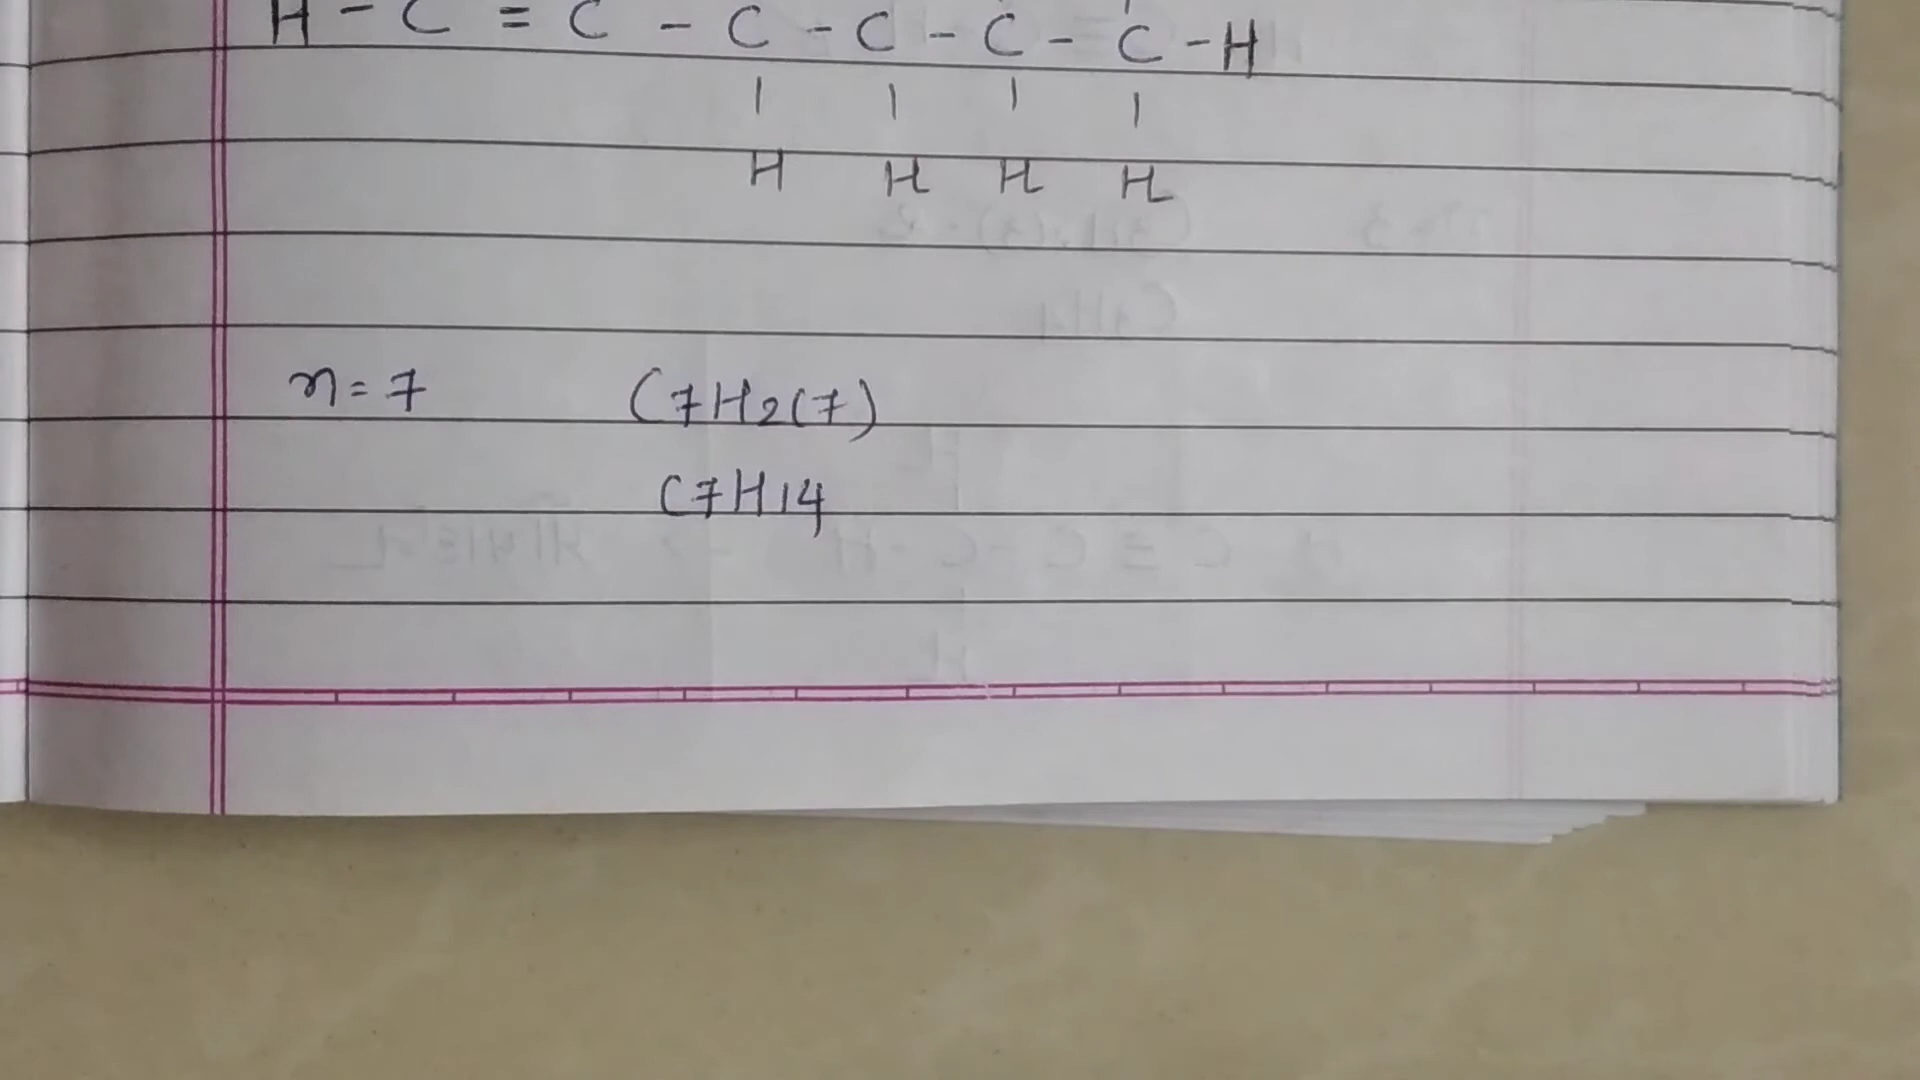 H - C ≡ C - C - C - C - C - H
| | | |
H H H H
n = 7 C7H2(7)
C7H14